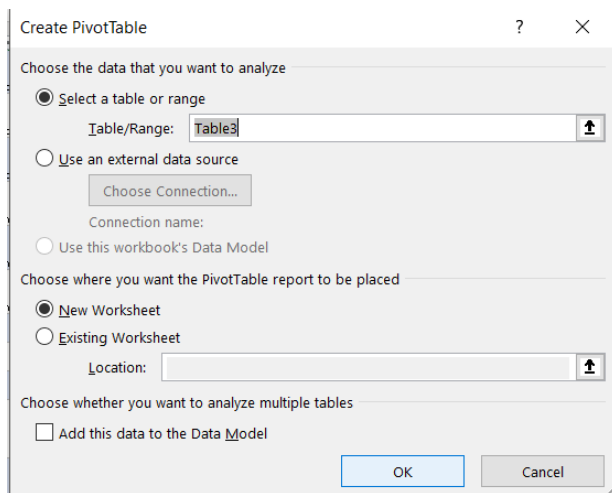 Create PivotTable ? ×
Choose the data that you want to analyze
Select a table or range
Table/Range: Table3
Use an external data source
Choose Connection...
Connection name:
Use this workbook's Data Model
Choose where you want the PivotTable report to be placed
New Worksheet
Existing Worksheet
Location:
Choose whether you want to analyze multiple tables
Add this data to the Data Model
OK Cancel